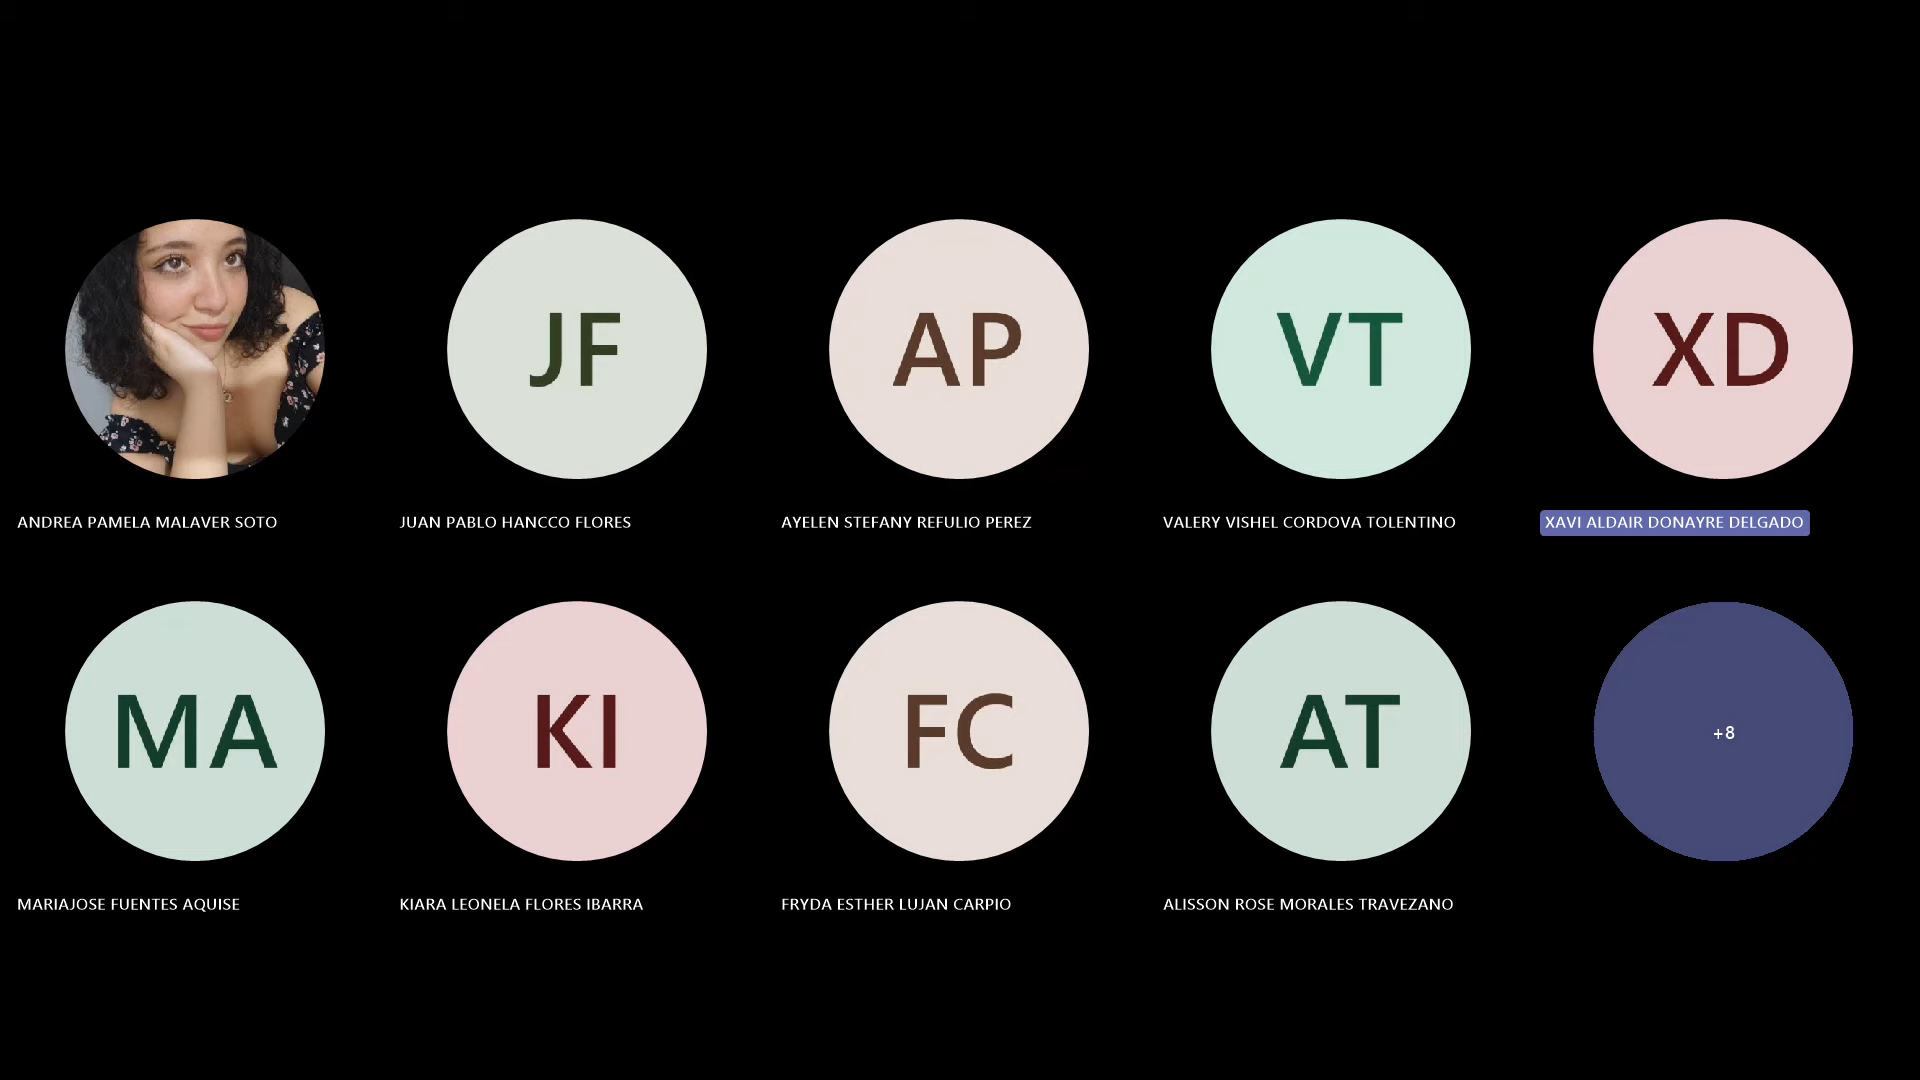 JF
AP
VT
XD
ANDREA PAMELA MALAVER SOTO
JUAN PABLO HANCCO FLORES
AYELEN STEFANY REFULIO PEREZ
VALERY VISHEL CORDOVA TOLENTINO
XAVI ALDAIR DONAYRE DELGADO
MA
KI
FC
AT
+8
MARIAJOSE FUENTES AQUISE
KIARA LEONELA FLORES IBARRA
FRYDA ESTHER LUJAN CARPIO
ALISSON ROSE MORALES TRAVEZANO